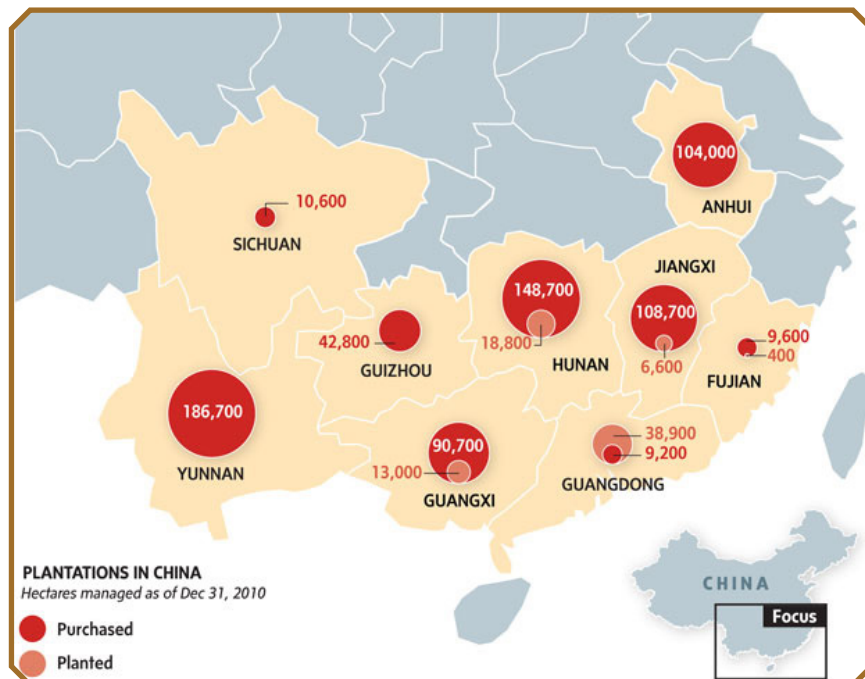 104,000
ANHUI
10,600
SICHUAN
JIANGXI
148,700
108,700
18,800
HUNAN
6,600
9,600
400
FUJIAN
42,800
GUIZHOU
186,700
YUNNAN
90,700
13,000
GUANGXI
38,900
9,200
GUANGDONG
PLANTATIONS IN CHINA
Hectares managed as of Dec 31, 2010
Purchased
Planted
CHINA
Focus